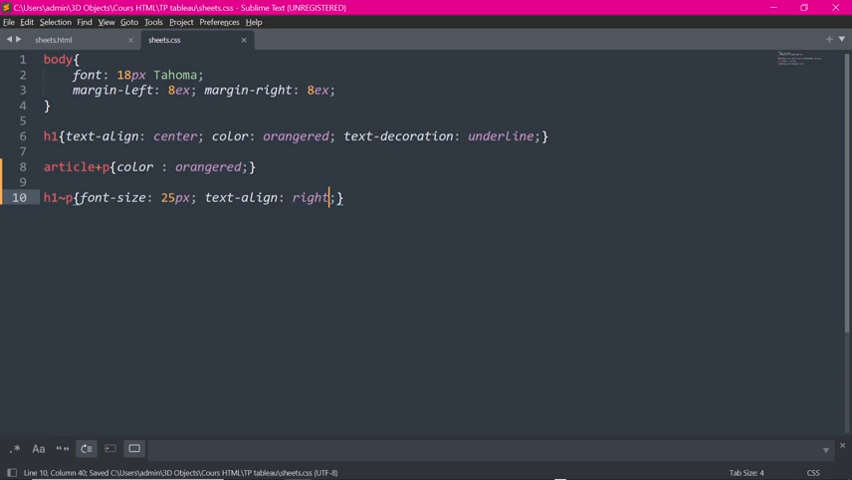 C:\Users\admin\3D Objects\Cours HTML\TP tableau\sheets.css - Sublime Text (UNREGISTERED)
File Edit Selection Find View Goto Tools Project Preferences Help
sheets.html sheets.css
1 body{
2 font: 18px Tahoma;
3 margin-left: 8ex; margin-right: 8ex;
4 }
5
6 h1{text-align: center; color: orangered; text-decoration: underline;}
7
8 article+p{color : orangered;}
9
10 h1~p{font-size: 25px; text-align: right;}
.* Aa “”
Line 10, Column 40; Saved C:\Users\admin\3D Objects\Cours HTML\TP tableau\sheets.css (UTF-8) Tab Size: 4 CSS